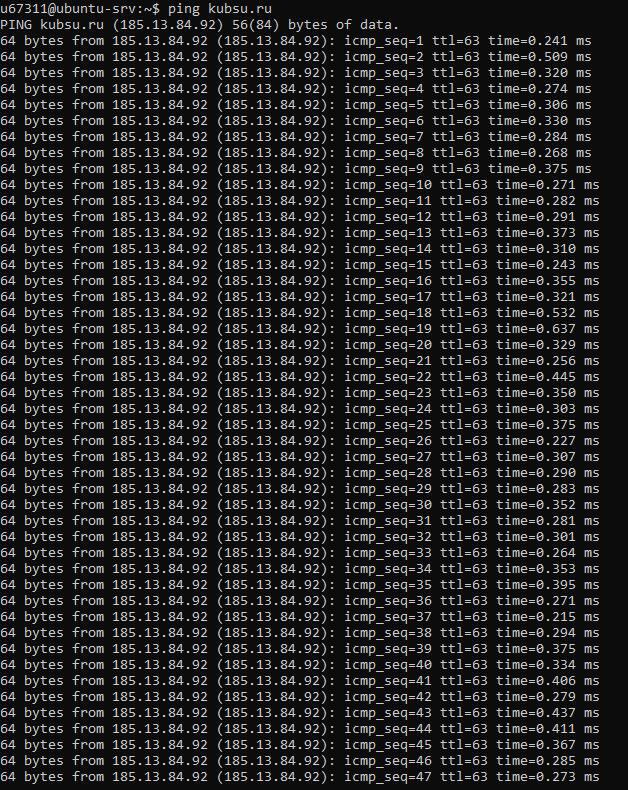 u67311@ubuntu-srv:~$ ping kubsu.ru
PING kubsu.ru (185.13.84.92) 56(84) bytes of data.
64 bytes from 185.13.84.92 (185.13.84.92): icmp_seq=1 ttl=63 time=0.241 ms
64 bytes from 185.13.84.92 (185.13.84.92): icmp_seq=2 ttl=63 time=0.509 ms
64 bytes from 185.13.84.92 (185.13.84.92): icmp_seq=3 ttl=63 time=0.320 ms
64 bytes from 185.13.84.92 (185.13.84.92): icmp_seq=4 ttl=63 time=0.274 ms
64 bytes from 185.13.84.92 (185.13.84.92): icmp_seq=5 ttl=63 time=0.306 ms
64 bytes from 185.13.84.92 (185.13.84.92): icmp_seq=6 ttl=63 time=0.330 ms
64 bytes from 185.13.84.92 (185.13.84.92): icmp_seq=7 ttl=63 time=0.284 ms
64 bytes from 185.13.84.92 (185.13.84.92): icmp_seq=8 ttl=63 time=0.268 ms
64 bytes from 185.13.84.92 (185.13.84.92): icmp_seq=9 ttl=63 time=0.375 ms
64 bytes from 185.13.84.92 (185.13.84.92): icmp_seq=10 ttl=63 time=0.271 ms
64 bytes from 185.13.84.92 (185.13.84.92): icmp_seq=11 ttl=63 time=0.282 ms
64 bytes from 185.13.84.92 (185.13.84.92): icmp_seq=12 ttl=63 time=0.291 ms
64 bytes from 185.13.84.92 (185.13.84.92): icmp_seq=13 ttl=63 time=0.373 ms
64 bytes from 185.13.84.92 (185.13.84.92): icmp_seq=14 ttl=63 time=0.310 ms
64 bytes from 185.13.84.92 (185.13.84.92): icmp_seq=15 ttl=63 time=0.243 ms
64 bytes from 185.13.84.92 (185.13.84.92): icmp_seq=16 ttl=63 time=0.355 ms
64 bytes from 185.13.84.92 (185.13.84.92): icmp_seq=17 ttl=63 time=0.321 ms
64 bytes from 185.13.84.92 (185.13.84.92): icmp_seq=18 ttl=63 time=0.532 ms
64 bytes from 185.13.84.92 (185.13.84.92): icmp_seq=19 ttl=63 time=0.637 ms
64 bytes from 185.13.84.92 (185.13.84.92): icmp_seq=20 ttl=63 time=0.329 ms
64 bytes from 185.13.84.92 (185.13.84.92): icmp_seq=21 ttl=63 time=0.256 ms
64 bytes from 185.13.84.92 (185.13.84.92): icmp_seq=22 ttl=63 time=0.445 ms
64 bytes from 185.13.84.92 (185.13.84.92): icmp_seq=23 ttl=63 time=0.350 ms
64 bytes from 185.13.84.92 (185.13.84.92): icmp_seq=24 ttl=63 time=0.303 ms
64 bytes from 185.13.84.92 (185.13.84.92): icmp_seq=25 ttl=63 time=0.375 ms
64 bytes from 185.13.84.92 (185.13.84.92): icmp_seq=26 ttl=63 time=0.227 ms
64 bytes from 185.13.84.92 (185.13.84.92): icmp_seq=27 ttl=63 time=0.307 ms
64 bytes from 185.13.84.92 (185.13.84.92): icmp_seq=28 ttl=63 time=0.290 ms
64 bytes from 185.13.84.92 (185.13.84.92): icmp_seq=29 ttl=63 time=0.283 ms
64 bytes from 185.13.84.92 (185.13.84.92): icmp_seq=30 ttl=63 time=0.352 ms
64 bytes from 185.13.84.92 (185.13.84.92): icmp_seq=31 ttl=63 time=0.281 ms
64 bytes from 185.13.84.92 (185.13.84.92): icmp_seq=32 ttl=63 time=0.301 ms
64 bytes from 185.13.84.92 (185.13.84.92): icmp_seq=33 ttl=63 time=0.264 ms
64 bytes from 185.13.84.92 (185.13.84.92): icmp_seq=34 ttl=63 time=0.353 ms
64 bytes from 185.13.84.92 (185.13.84.92): icmp_seq=35 ttl=63 time=0.395 ms
64 bytes from 185.13.84.92 (185.13.84.92): icmp_seq=36 ttl=63 time=0.271 ms
64 bytes from 185.13.84.92 (185.13.84.92): icmp_seq=37 ttl=63 time=0.215 ms
64 bytes from 185.13.84.92 (185.13.84.92): icmp_seq=38 ttl=63 time=0.294 ms
64 bytes from 185.13.84.92 (185.13.84.92): icmp_seq=39 ttl=63 time=0.375 ms
64 bytes from 185.13.84.92 (185.13.84.92): icmp_seq=40 ttl=63 time=0.334 ms
64 bytes from 185.13.84.92 (185.13.84.92): icmp_seq=41 ttl=63 time=0.406 ms
64 bytes from 185.13.84.92 (185.13.84.92): icmp_seq=42 ttl=63 time=0.279 ms
64 bytes from 185.13.84.92 (185.13.84.92): icmp_seq=43 ttl=63 time=0.437 ms
64 bytes from 185.13.84.92 (185.13.84.92): icmp_seq=44 ttl=63 time=0.411 ms
64 bytes from 185.13.84.92 (185.13.84.92): icmp_seq=45 ttl=63 time=0.367 ms
64 bytes from 185.13.84.92 (185.13.84.92): icmp_seq=46 ttl=63 time=0.285 ms
64 bytes from 185.13.84.92 (185.13.84.92): icmp_seq=47 ttl=63 time=0.273 ms